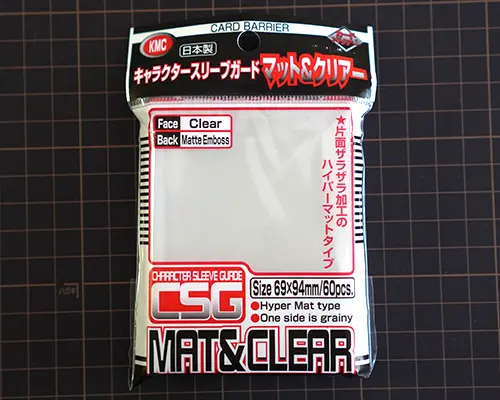 CARD BARRIER
KMC
日本製
キャラクタースリーブガード マット&クリアー
Face Clear
Back Matte Emboss
★片面ザラザラ加工の
ハイパーマットタイプ
CHARACTER SLEEVE GUARD
CSG
Size 69×94mm/60pcs.
●Hyper Mat type
●One side is grainy
MAT&CLEAR
ハガキ